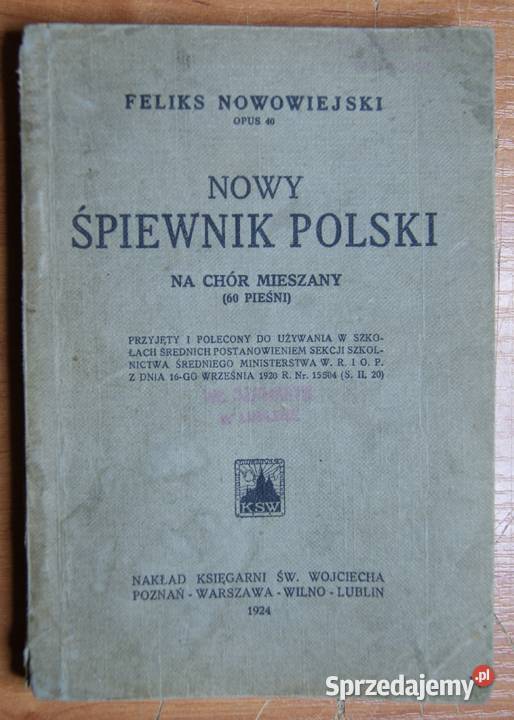 FELIKS NOWOWIEJSKI
OPUS 40
NOWY
ŚPIEWNIK POLSKI
NA CHÓR MIESZANY
(60 PIEŚNI)
PRZYJĘTY I POLECONY DO UŻYWANIA W SZKO-
ŁACH ŚREDNICH POSTANOWIENIEM SEKCJI SZKOL-
NICTWA ŚREDNIEGO MINISTERSTWA W. R. I O. P.
Z DNIA 16-GO WRZEŚNIA 1920 R. Nr. 15504 (S. II. 20)
KSW
NAKŁAD KSIĘGARNI ŚW. WOJCIECHA
POZNAŃ - WARSZAWA - WILNO - LUBLIN
1924
Sprzedajemy.pl